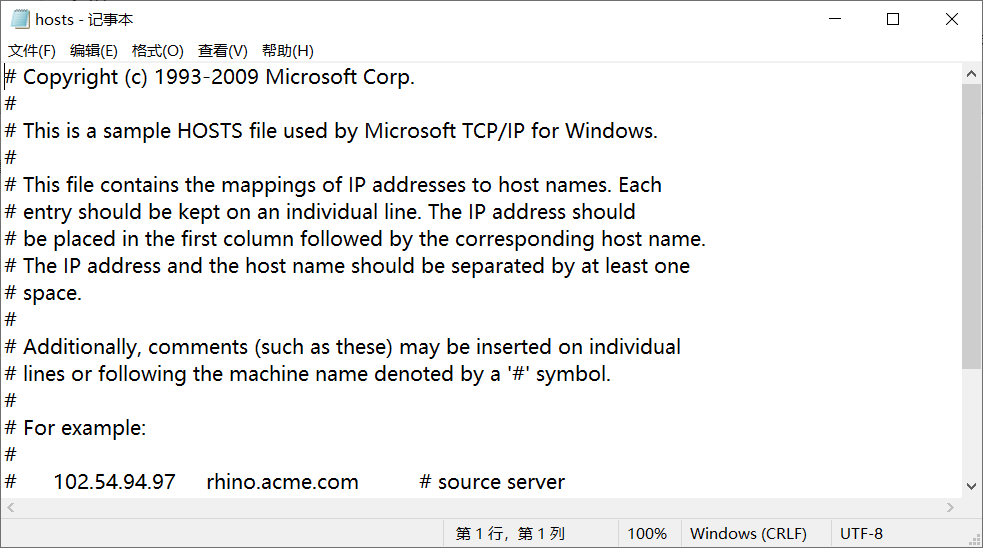 hosts - 记事本
文件(F) 编辑(E) 格式(O) 查看(V) 帮助(H)
# Copyright (c) 1993-2009 Microsoft Corp.
#
# This is a sample HOSTS file used by Microsoft TCP/IP for Windows.
#
# This file contains the mappings of IP addresses to host names. Each
# entry should be kept on an individual line. The IP address should
# be placed in the first column followed by the corresponding host name.
# The IP address and the host name should be separated by at least one
# space.
#
# Additionally, comments (such as these) may be inserted on individual
# lines or following the machine name denoted by a '#' symbol.
#
# For example:
#
#      102.54.94.97     rhino.acme.com          # source server
第 1 行，第 1 列 100% Windows (CRLF) UTF-8